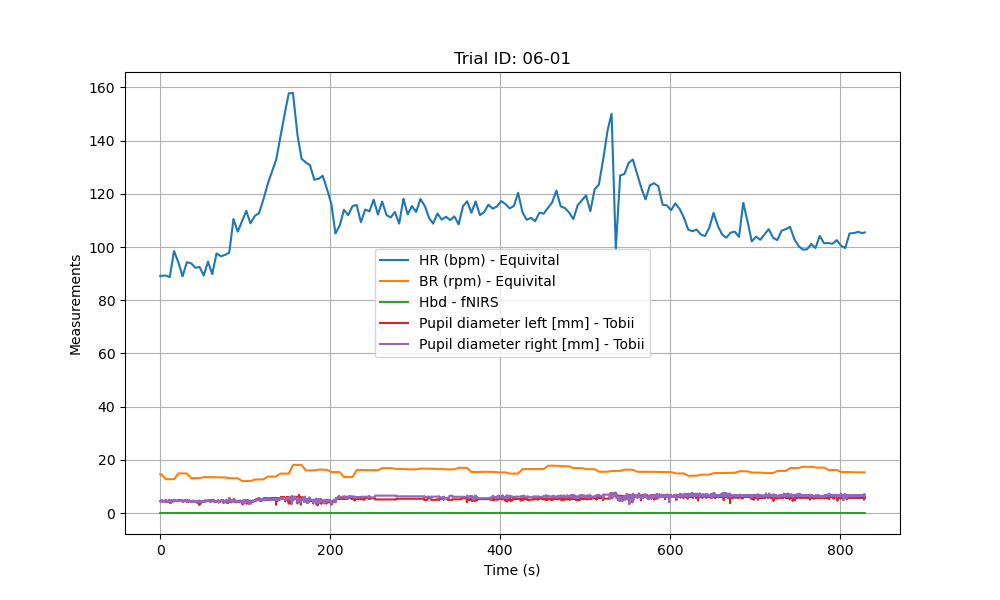 Trial ID: 06-01
Measurements
160
140
120
100
80
60
40
20
0
HR (bpm) - Equivital
BR (rpm) - Equivital
Hbd - fNIRS
Pupil diameter left [mm] - Tobii
Pupil diameter right [mm] - Tobii
0 200 400 600 800
Time (s)